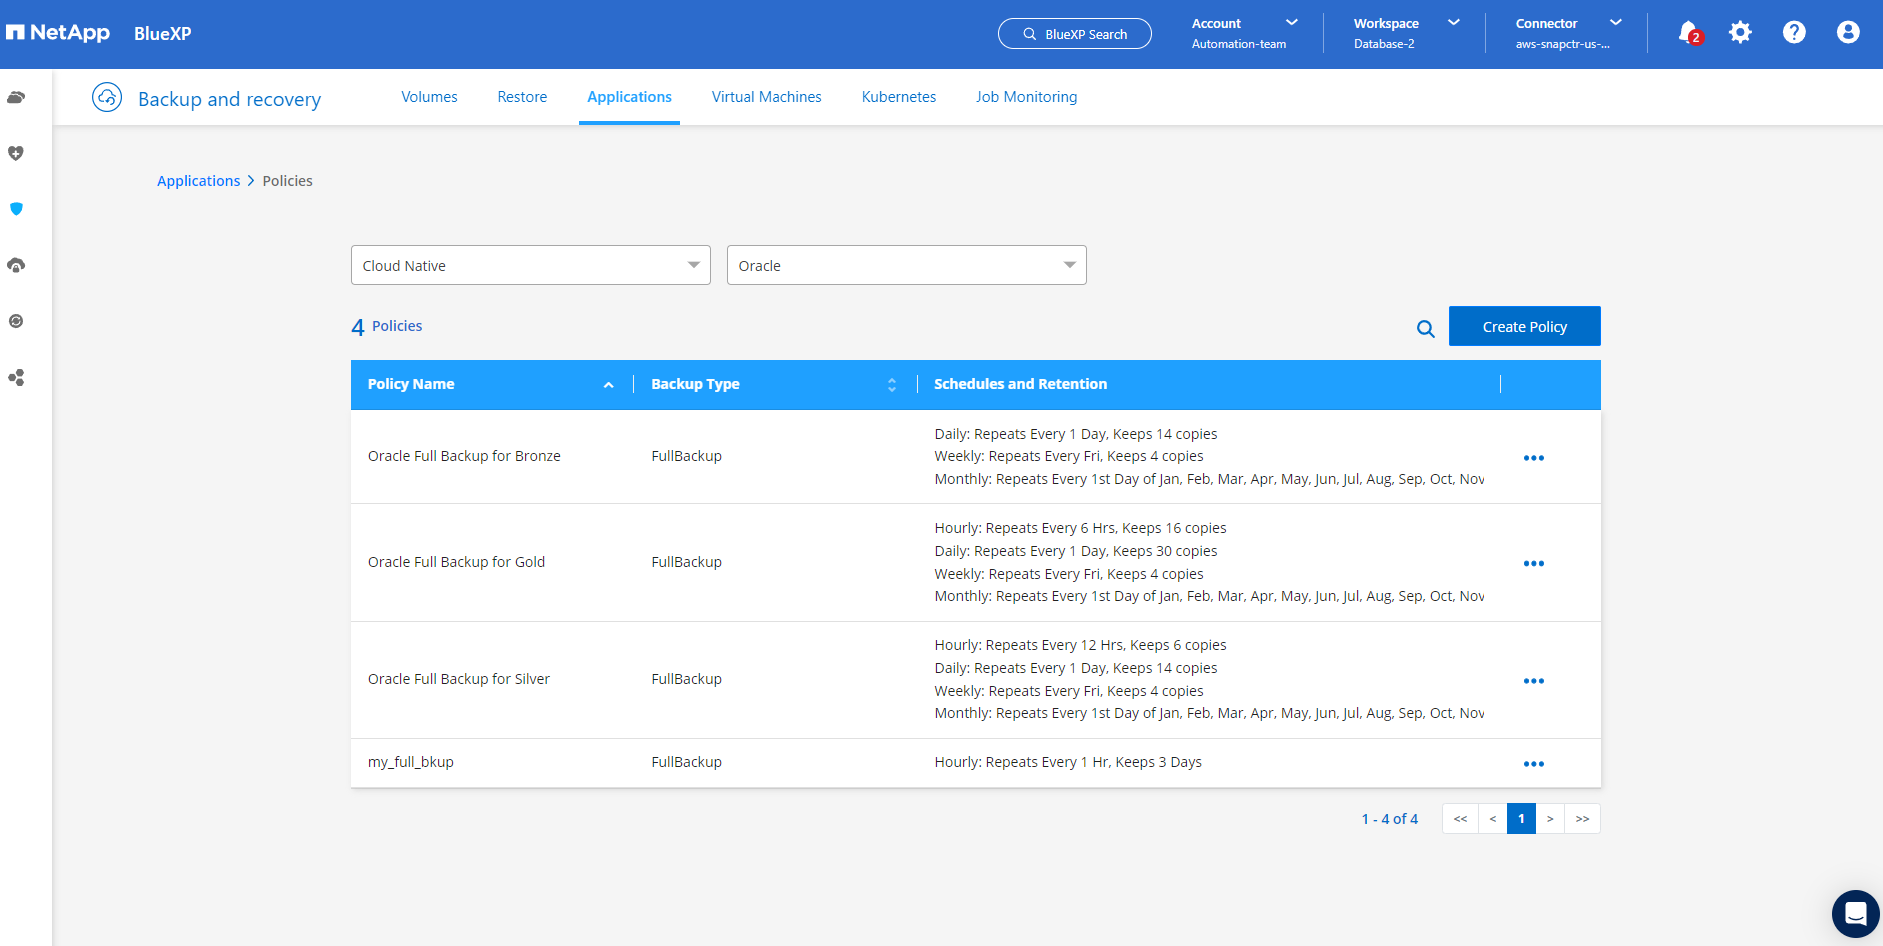 NetApp BlueXP
BlueXP Search
Account
Automation-team
Workspace
Database-2
Connector
aws-snapctr-us-...
2
Backup and recovery
Volumes
Restore
Applications
Virtual Machines
Kubernetes
Job Monitoring
Applications > Policies
Cloud Native
Oracle
4 Policies
Create Policy
Policy Name
Backup Type
Schedules and Retention
Oracle Full Backup for Bronze
FullBackup
Daily: Repeats Every 1 Day, Keeps 14 copies
Weekly: Repeats Every Fri, Keeps 4 copies
Monthly: Repeats Every 1st Day of Jan, Feb, Mar, Apr, May, Jun, Jul, Aug, Sep, Oct, Nov
Oracle Full Backup for Gold
FullBackup
Hourly: Repeats Every 6 Hrs, Keeps 16 copies
Daily: Repeats Every 1 Day, Keeps 30 copies
Weekly: Repeats Every Fri, Keeps 4 copies
Monthly: Repeats Every 1st Day of Jan, Feb, Mar, Apr, May, Jun, Jul, Aug, Sep, Oct, Nov
Oracle Full Backup for Silver
FullBackup
Hourly: Repeats Every 12 Hrs, Keeps 6 copies
Daily: Repeats Every 1 Day, Keeps 14 copies
Weekly: Repeats Every Fri, Keeps 4 copies
Monthly: Repeats Every 1st Day of Jan, Feb, Mar, Apr, May, Jun, Jul, Aug, Sep, Oct, Nov
my_full_bkup
FullBackup
Hourly: Repeats Every 1 Hr, Keeps 3 Days
1 - 4 of 4
<< < 1 > >>